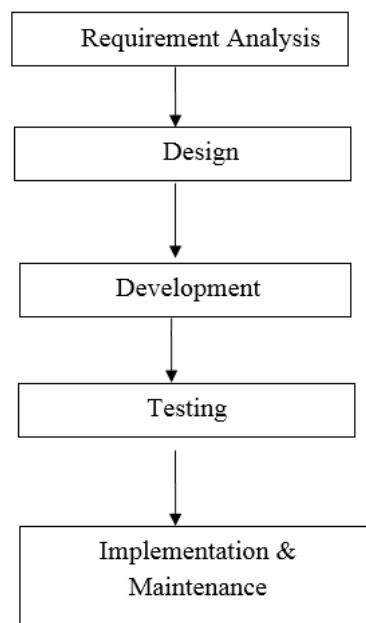 Requirement Analysis
Design
Development
Testing
Implementation &
Maintenance